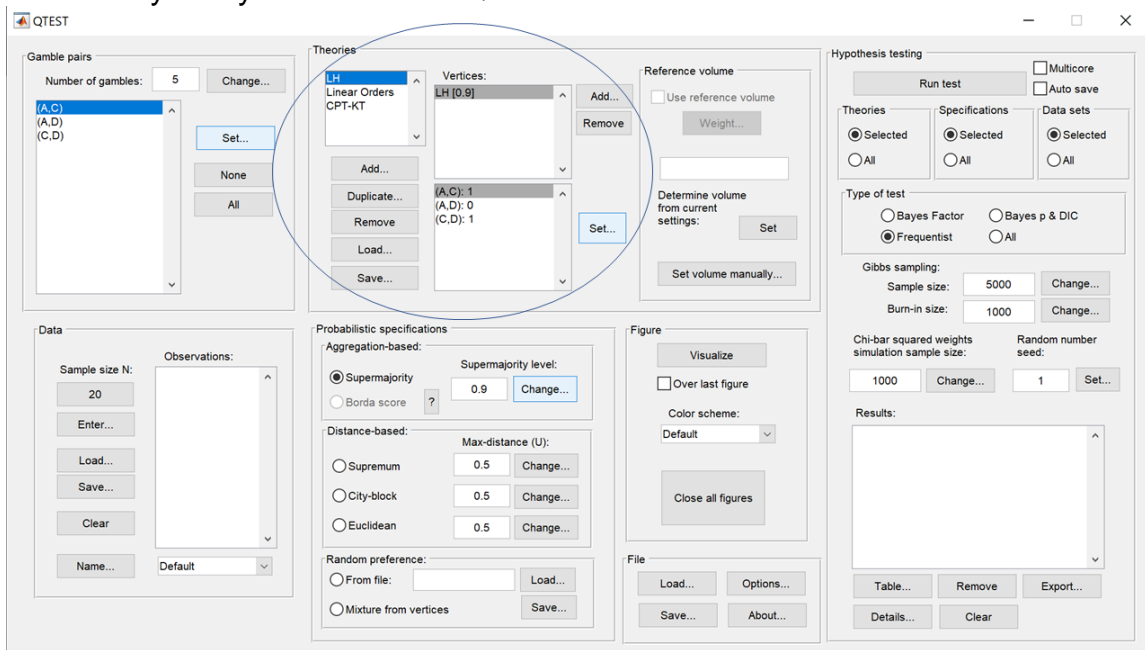 QTEST
Gamble pairs
Number of gambles: 5 Change...
(A,C)
(A,D)
(C,D)
Set...
None
All
Theories
LH
Linear Orders
CPT-KT
Add...
Duplicate...
Remove
Load...
Save...
Vertices:
LH [0.9]
Add...
Remove
(A,C): 1
(A,D): 0
(C,D): 1
Set...
Reference volume
Use reference volume
Weight...
Determine volume
from current
settings: Set
Set volume manually...
Hypothesis testing
Run test
Multicore
Auto save
Theories
Selected
All
Specifications
Selected
All
Data sets
Selected
All
Type of test
Bayes Factor Bayes p & DIC
Frequentist All
Gibbs sampling:
Sample size: 5000 Change...
Burn-in size: 1000 Change...
Chi-bar squared weights
simulation sample size:
1000 Change...
Random number
seed:
1 Set...
Results:
Table... Remove Export...
Details... Clear
Data
Sample size N:
20
Enter...
Load...
Save...
Clear
Name... Default
Observations:
Probabilistic specifications
Aggregation-based:
Supermajority level:
Supermajority 0.9 Change...
Borda score ?
Distance-based:
Max-distance (U):
Supremum 0.5 Change...
City-block 0.5 Change...
Euclidean 0.5 Change...
Random preference:
From file: Load...
Mixture from vertices Save...
Figure
Visualize
Over last figure
Color scheme:
Default
Close all figures
File
Load... Options...
Save... About...